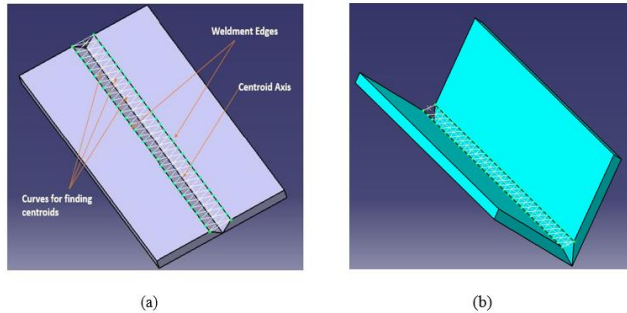 Weldment Edges
Centroid Axis
Curves for finding
centroids
(a)
(b)